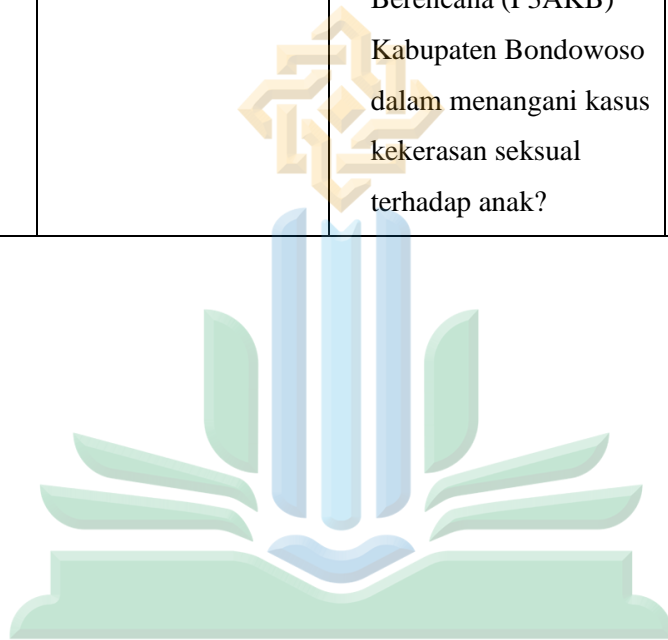 Berencana (P3AKB)
Kabupaten Bondowoso
dalam menangani kasus
kekerasan seksual
terhadap anak?